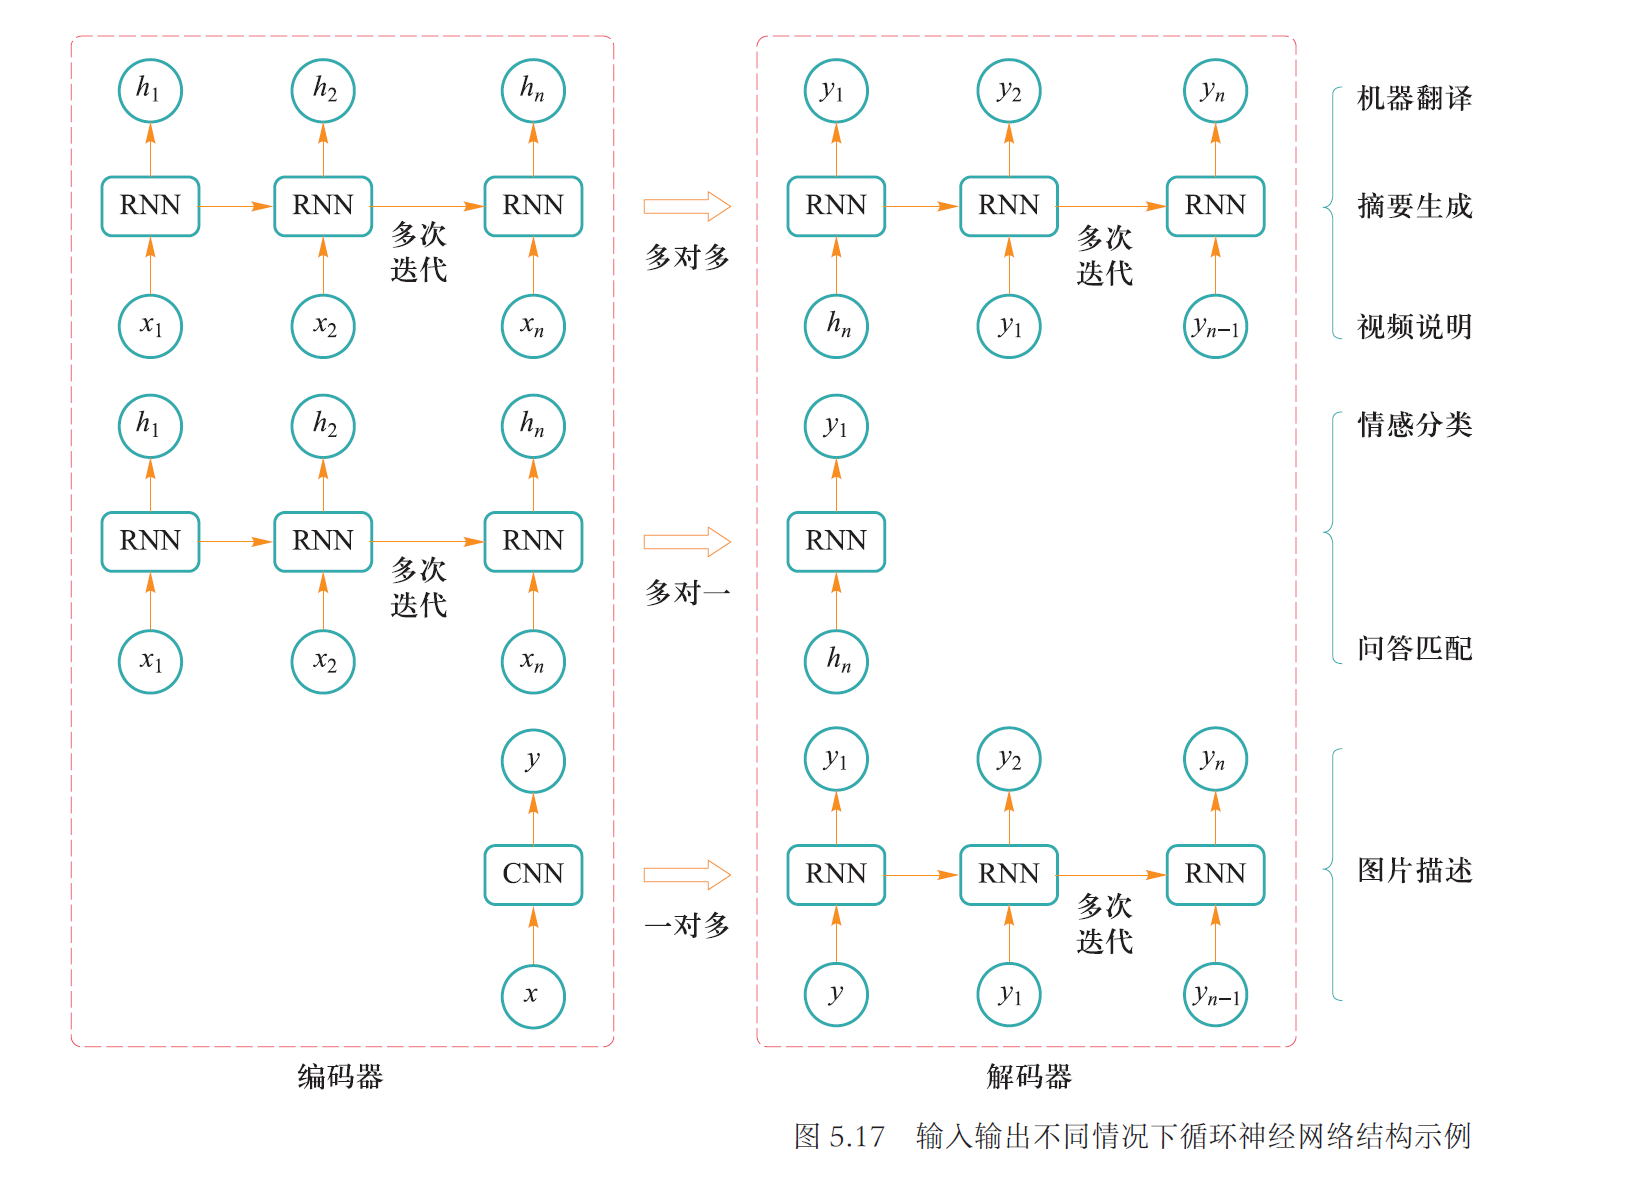 h1 h2 hn y1 y2 yn
机器翻译
RNN RNN RNN RNN RNN RNN
摘要生成
多次
迭代
多对多
多次
迭代
x1 x2 xn hn y1 yn−1
视频说明
h1 h2 hn y1
情感分类
RNN RNN RNN RNN
多次
迭代
多对一
x1 x2 xn hn
问答匹配
y y1 y2 yn
CNN RNN RNN RNN
图片描述
一对多
多次
迭代
x y y1 yn−1
编码器 解码器
图 5.17 输入输出不同情况下循环神经网络结构示例